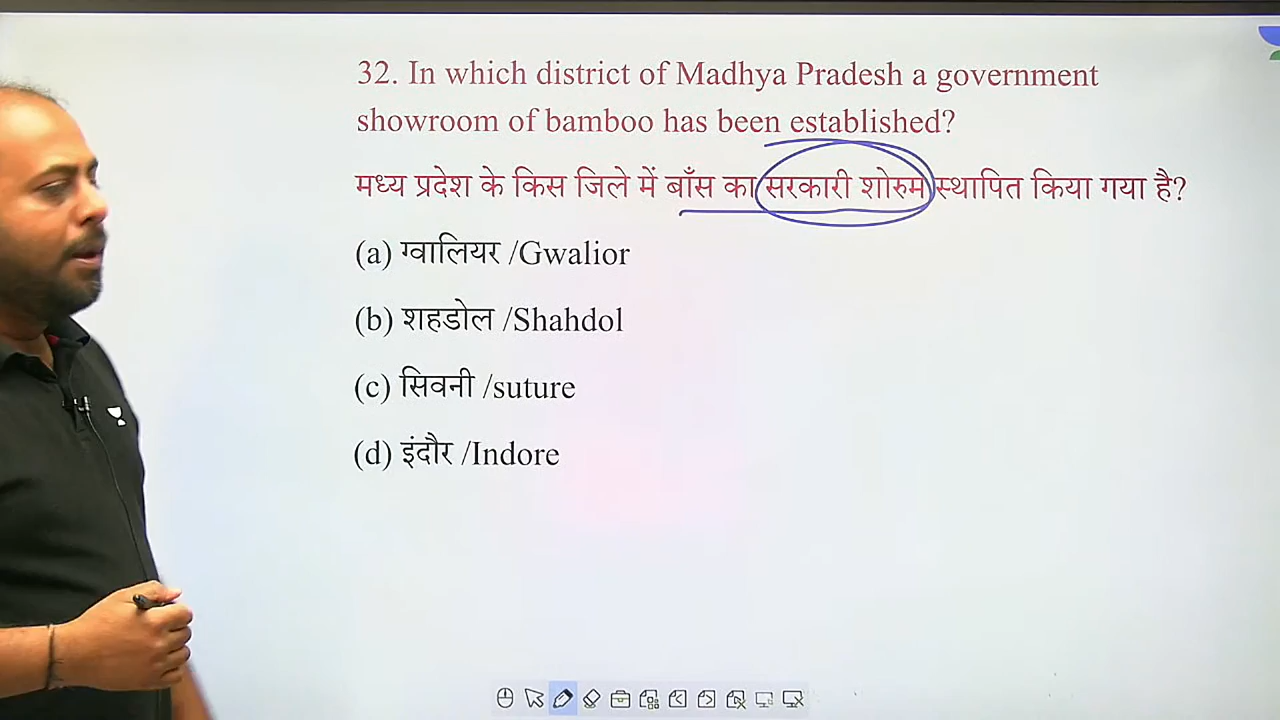 32. In which district of Madhya Pradesh a government
showroom of bamboo has been established?
मध्य प्रदेश के किस जिले में बाँस का सरकारी शोरुम स्थापित किया गया है?
(a) ग्वालियर /Gwalior
(b) शहडोल /Shahdol
(c) सिवनी /suture
(d) इंदौर /Indore